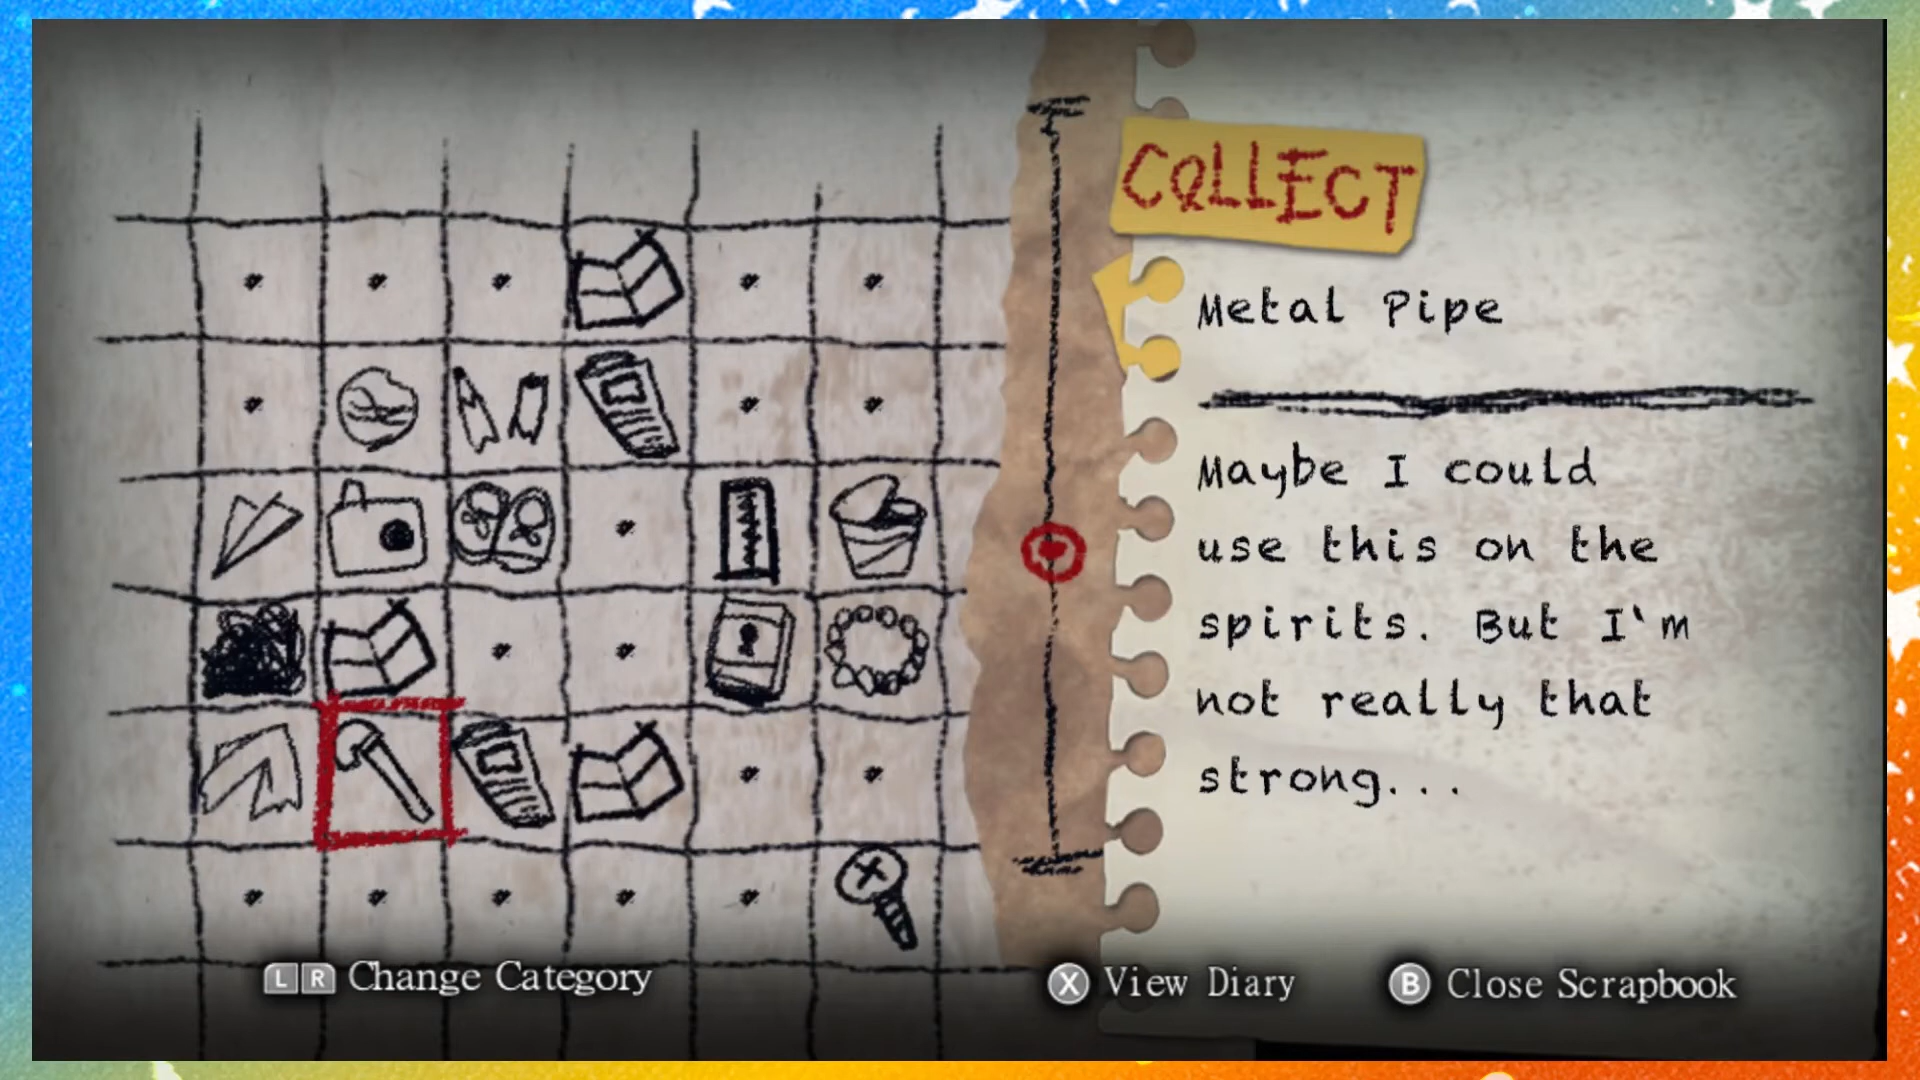 COLLECT
Metal Pipe
Maybe I could
use this on the
spirits. But I'm
not really that
strong...
L R Change Category
X View Diary
B Close Scrapbook